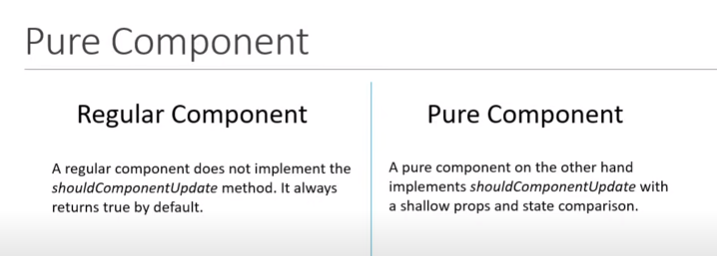 Pure Component
Regular Component
A regular component does not implement the
shouldComponentUpdate method. It always
returns true by default.
Pure Component
A pure component on the other hand
implements shouldComponentUpdate with
a shallow props and state comparison.